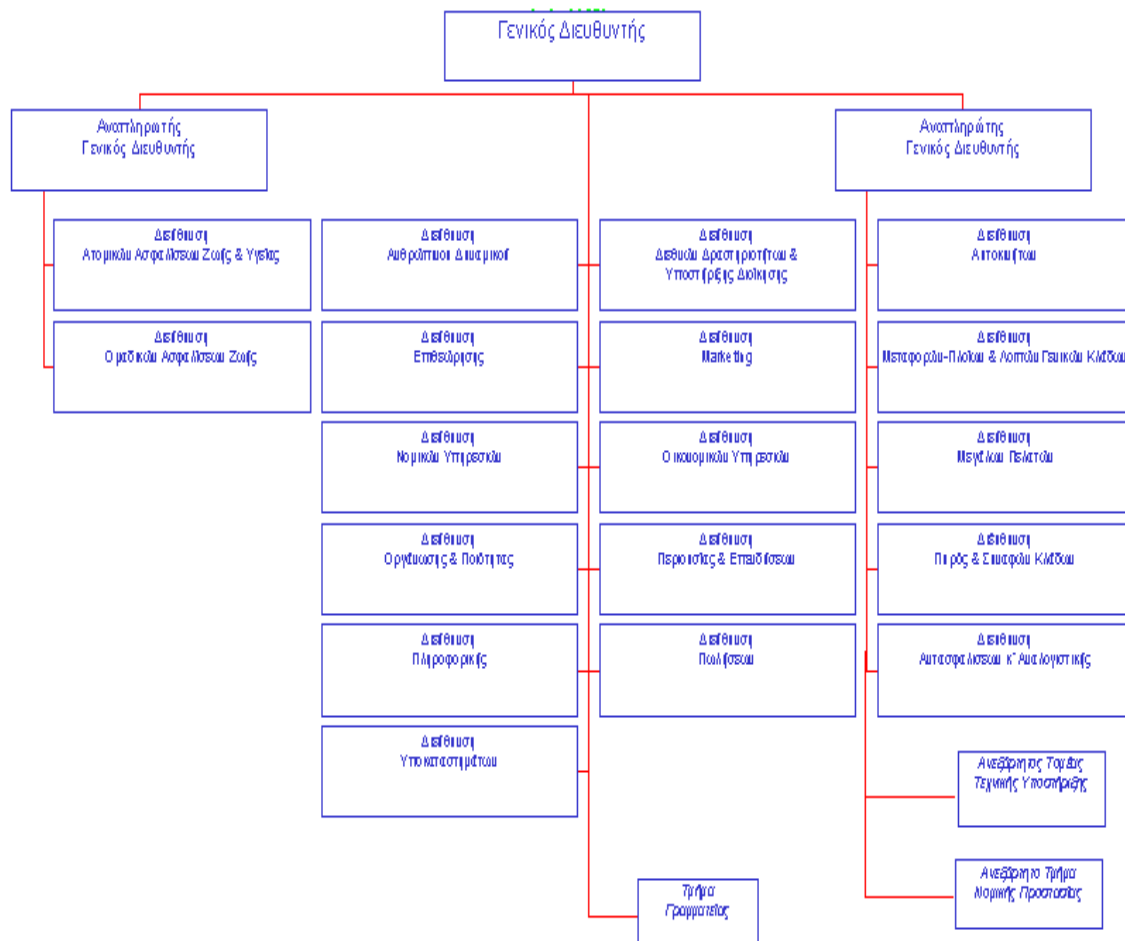 Γενικός Διευθυντής
Αναπληρωτής
Γενικός Διευθυντής
Αναπληρώτης
Γενικός Διευθυντής
Διεύθυνση
Ατομικών Ασφαλίσεων Ζωής & Υγείας
Διεύθυνση
Ανθρώπινου Δυναμικού
Διεύθυνση
Διεθνών Δραστηριοτήτων &
Υποστήριξης Διοίκησης
Διεύθυνση
Αυτοκινήτων
Διεύθυνση
Ομαδικών Ασφαλίσεων Ζωής
Διεύθυνση
Επιθεώρησης
Διεύθυνση
Marketing
Διεύθυνση
Μεταφορών-Πλοίων & Λοιπών Γενικών Κλάδων
Διεύθυνση
Νομικών Υπηρεσιών
Διεύθυνση
Οικονομικών Υπηρεσιών
Διεύθυνση
Μεγάλων Πελατών
Διεύθυνση
Οργάνωσης & Ποιότητας
Διεύθυνση
Περιουσίας & Επενδύσεων
Διεύθυνση
Πυρός & Συναφών Κλάδων
Διεύθυνση
Πληροφορικής
Διεύθυνση
Πωλήσεων
Διεύθυνση
Αντασφαλίσεων κ' Αναλογιστικής
Διεύθυνση
Υποκαταστημάτων
Ανεξάρτητος Τομέας
Τεχνικής Υποστήριξης
Τμήμα
Γραμματείας
Ανεξάρτητο Τμήμα
Νομικής Προστασίας